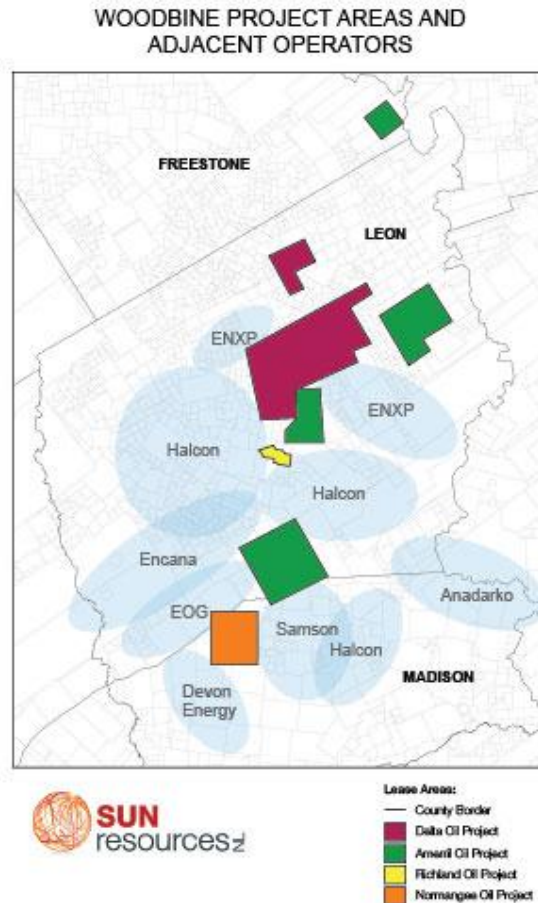 WOODBINE PROJECT AREAS AND
ADJACENT OPERATORS
FREESTONE
LEON
ENXP
ENXP
Halcon
Halcon
Encana
Anadarko
EOG
Samson
Halcon
MADISON
Devon
Energy
SUN
resources NL
Lease Areas:
County Border
Delta Oil Project
Amerril Oil Project
Richland Oil Project
Normangee Oil Project